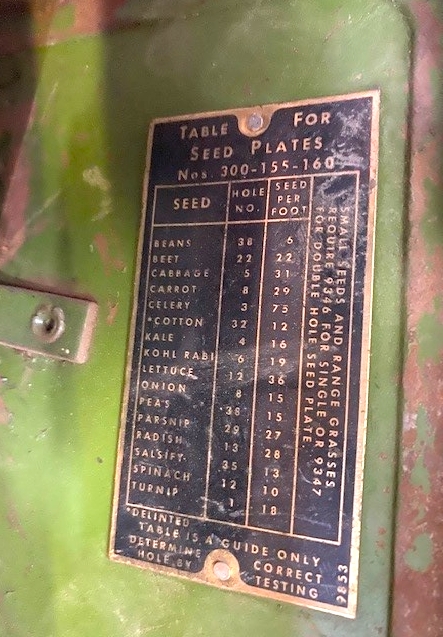 TABLE FOR
SEED PLATES
Nos. 300-155-160
SEED HOLE NO. SEED PER FOOT
BEANS 38 6
BEET 22 22
CABBAGE 5 31
CARROT 8 29
CELERY 3 75
*COTTON 32 12
KALE 4 16
KOHL RABI 6 19
LETTUCE 12 36
ONION 8 15
PEAS 38 15
PARSNIP 29 27
RADISH 13 28
SALSIFY 35 13
SPINACH 12 10
TURNIP 1 18
SMALL SEEDS AND RANGE GRASSES
REQUIRE 9346 FOR SINGLE OR 9347
FOR DOUBLE HOLE SEED PLATE.
*DELINTED
TABLE IS A GUIDE ONLY
DETERMINE CORRECT
HOLE BY TESTING
9853